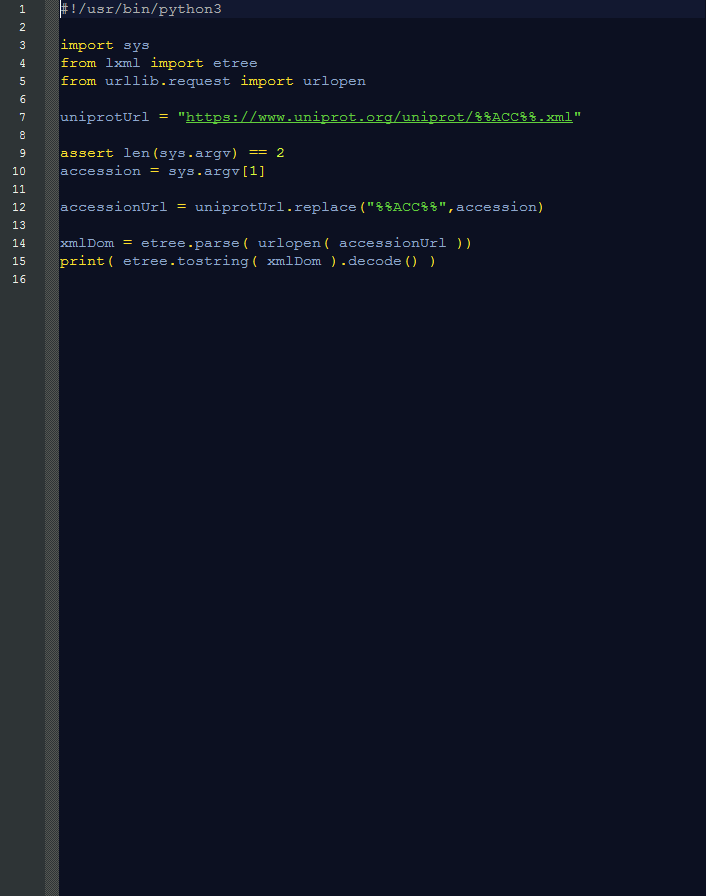 1 #!/usr/bin/python3
2
3 import sys
4 from lxml import etree
5 from urllib.request import urlopen
6
7 uniprotUrl = "https://www.uniprot.org/uniprot/%%ACC%%.xml"
8
9 assert len(sys.argv) == 2
10 accession = sys.argv[1]
11
12 accessionUrl = uniprotUrl.replace("%%ACC%%",accession)
13
14 xmlDom = etree.parse( urlopen( accessionUrl ))
15 print( etree.tostring( xmlDom ).decode() )
16